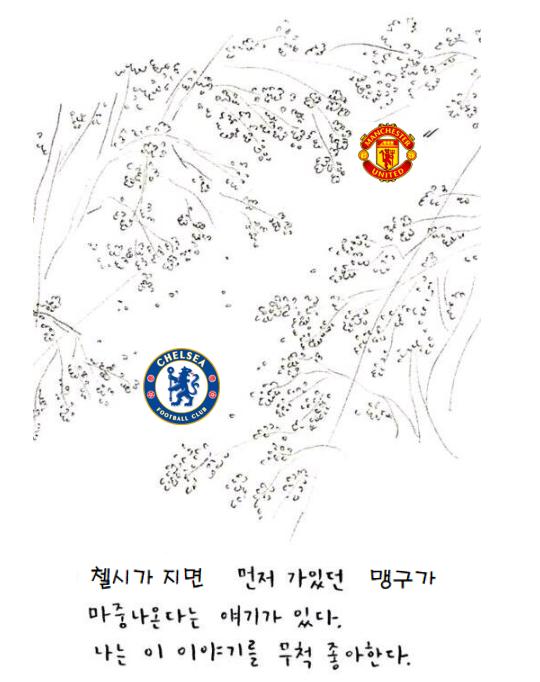 MANCHESTER
UNITED
CHELSEA
FOOTBALL CLUB
첼시가 지면 먼저 가있던 맹구가
마중나온다는 얘기가 있다.
나는 이 이야기를 무척 좋아한다.